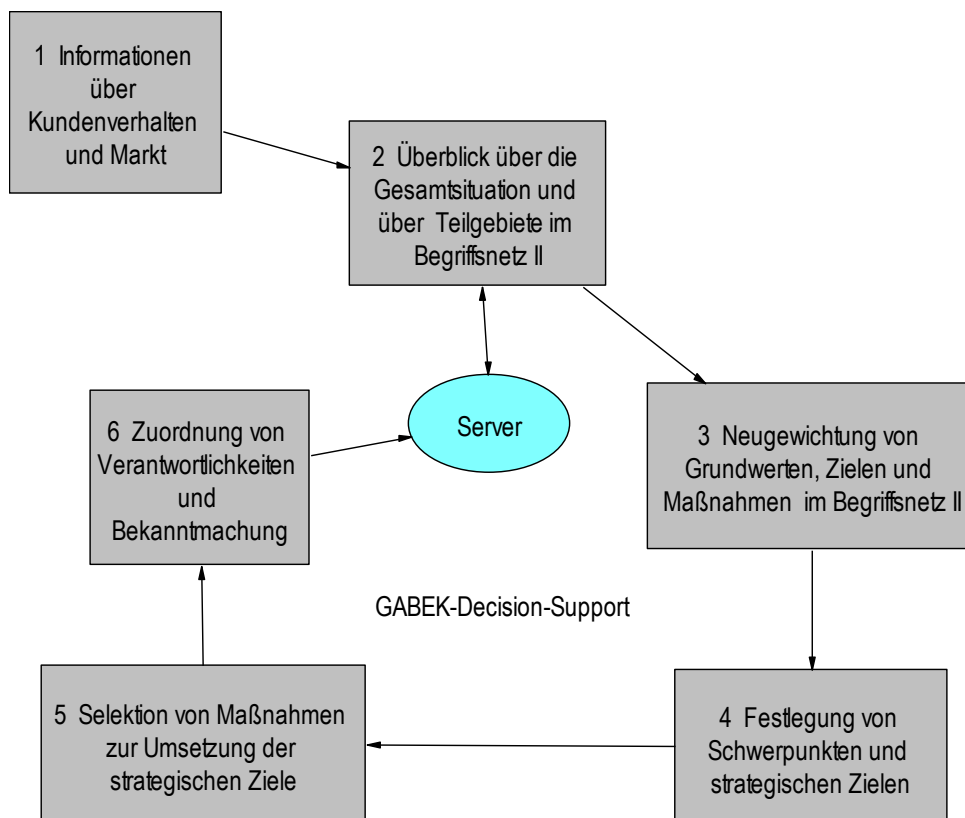 1 Informationen
über
Kundenverhalten
und Markt
2 Überblick über die
Gesamtsituation und
über Teilgebiete im
Begriffsnetz II
Server
3 Neugewichtung von
Grundwerten, Zielen und
Maßnahmen im Begriffsnetz II
6 Zuordnung von
Verantwortlichkeiten
und
Bekanntmachung
GABEK-Decision-Support
5 Selektion von Maßnahmen
zur Umsetzung der
strategischen Ziele
4 Festlegung von
Schwerpunkten und
strategischen Zielen